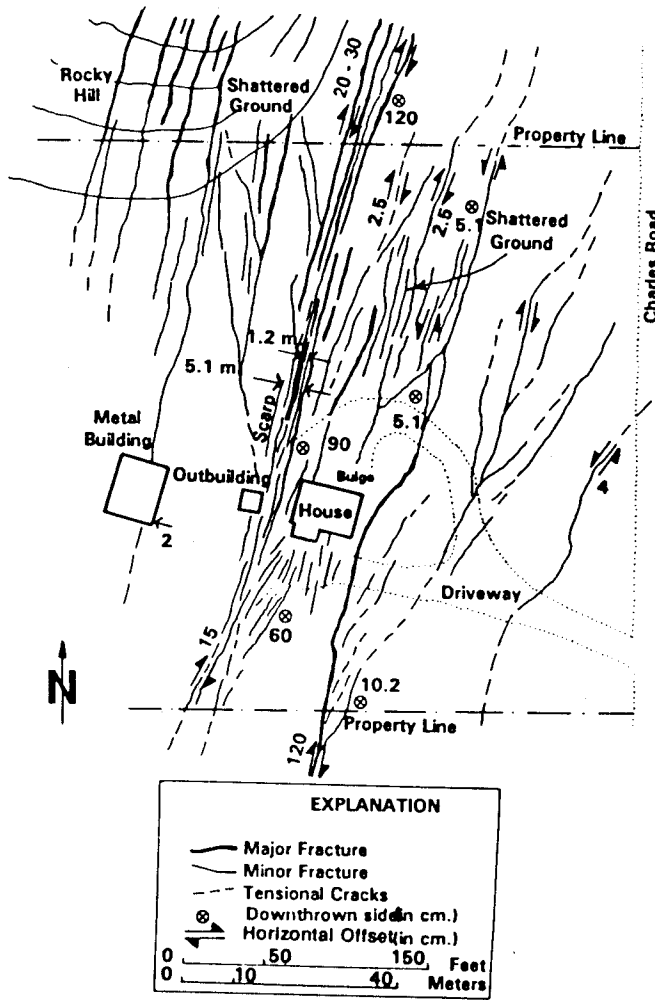 Rocky
Hill
Shattered
Ground
20 - 30
120
Property Line
2.5
2.5
5.1
Shattered
Ground
Charles Road
1.2 m
5.1 m
Scarp
5.1
Metal
Building
Outbuilding
90
Bulge
House
2
4
Driveway
15
60
N
10.2
Property Line
120
EXPLANATION
Major Fracture
Minor Fracture
Tensional Cracks
Downthrown side(in cm.)
Horizontal Offset(in cm.)
0 50 150 Feet
0 10 40 Meters